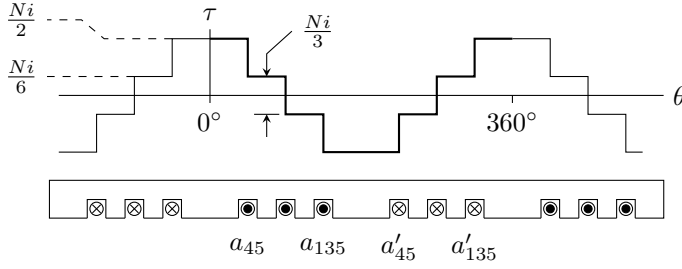 Ni/2
τ
Ni/3
Ni/6
θ
0°
360°
a₄₅ a₁₃₅ a′₄₅ a′₁₃₅